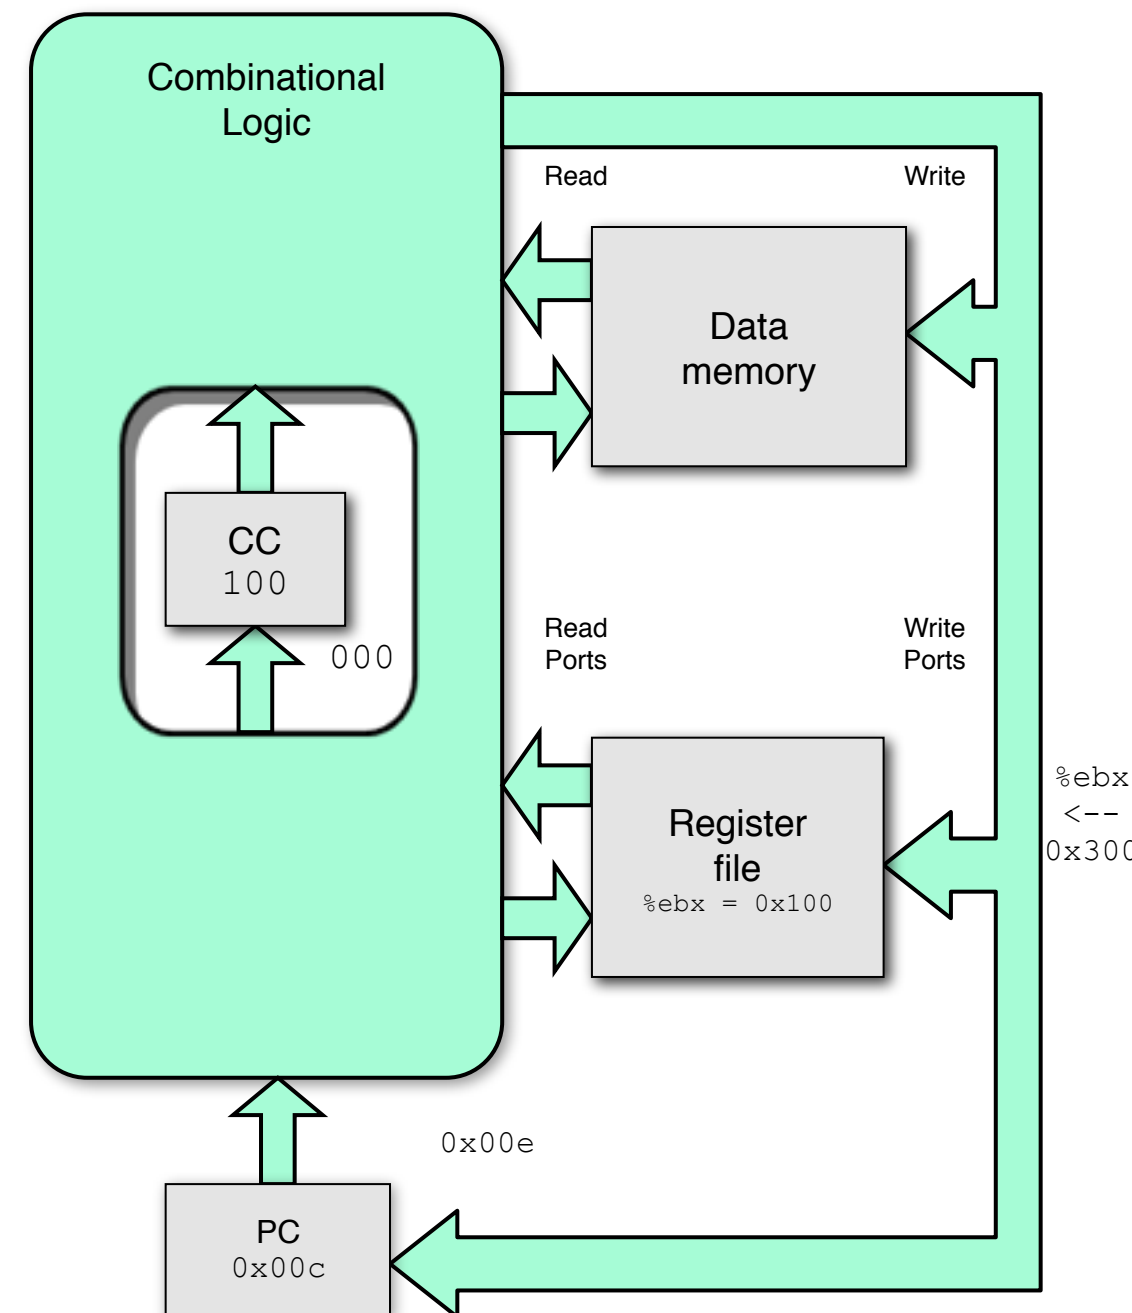 Combinational
Logic
Read
Write
Data
memory
CC
100
000
Read
Ports
Write
Ports
Register
file
%ebx = 0x100
%ebx
<--
0x300
0x00e
PC
0x00c